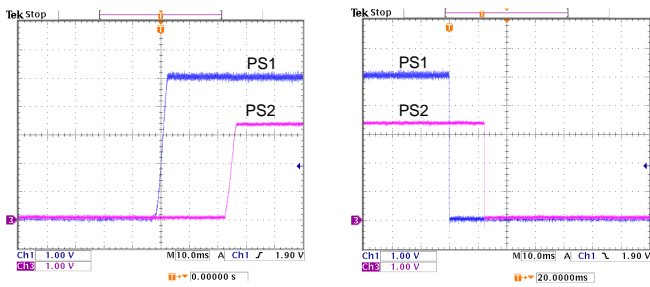 Tek Stop
T
T
PS1
PS2
3
Ch1 1.00 V M 10.0ms A Ch1 1.90 V
Ch3 1.00 V
T 0.00000 s
Tek Stop
T
T
PS1
PS2
3
Ch1 1.00 V M 10.0ms A Ch1 1.90 V
Ch3 1.00 V
T 20.0000ms